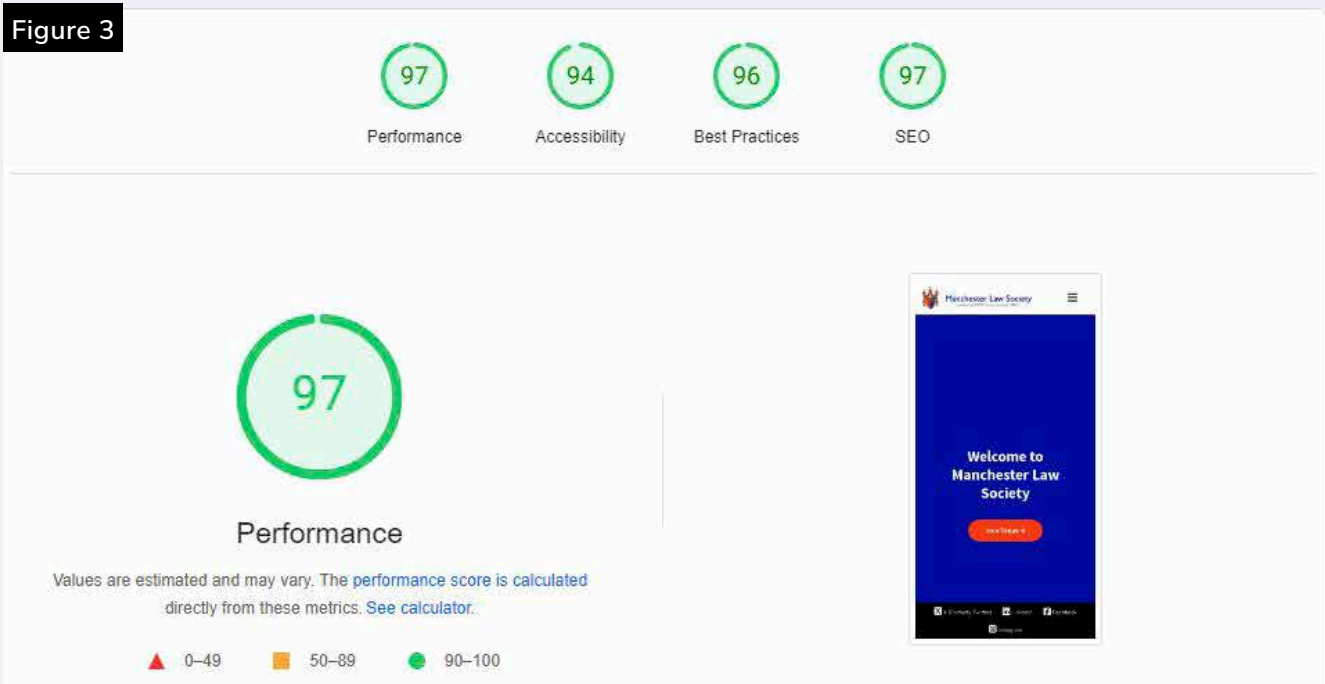 Figure 3
97
94
96
97
Performance
Accessibility
Best Practices
SEO
97
Performance
Values are estimated and may vary. The performance score is calculated
directly from these metrics. See calculator.
0–49
50–89
90–100
Manchester Law Society
Welcome to
Manchester Law
Society
Facebook